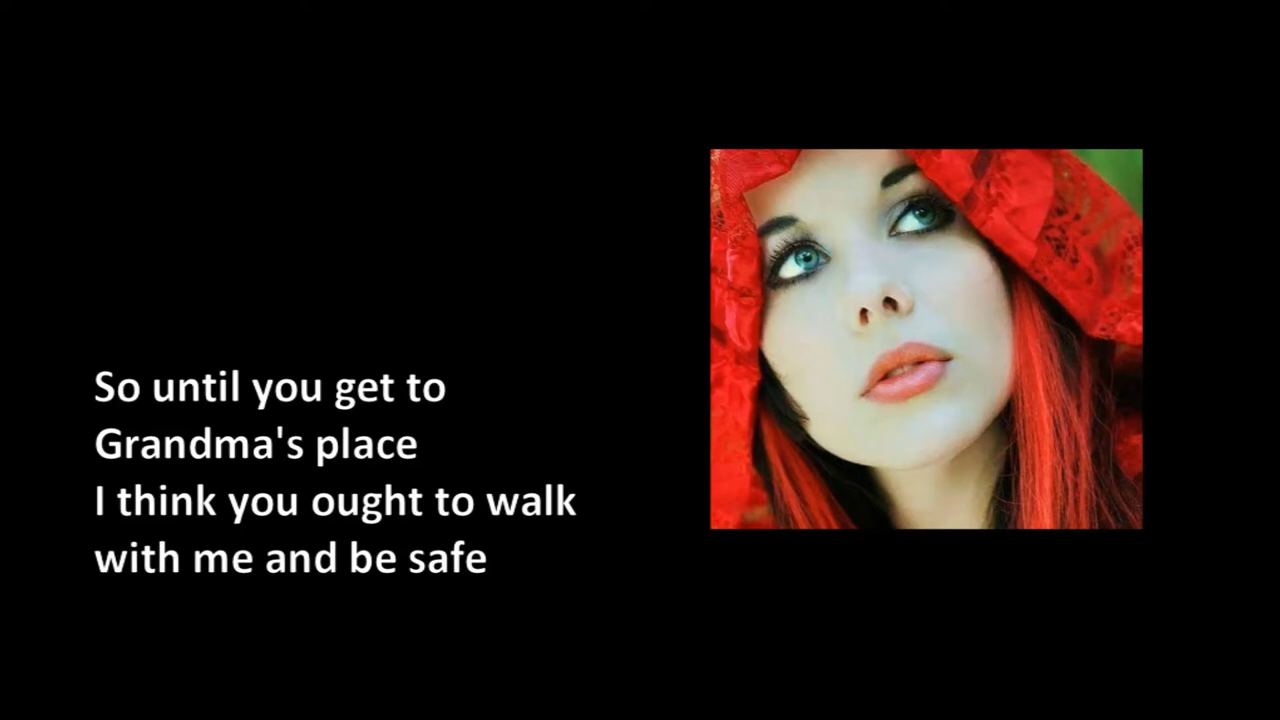 So until you get to
Grandma's place
I think you ought to walk
with me and be safe